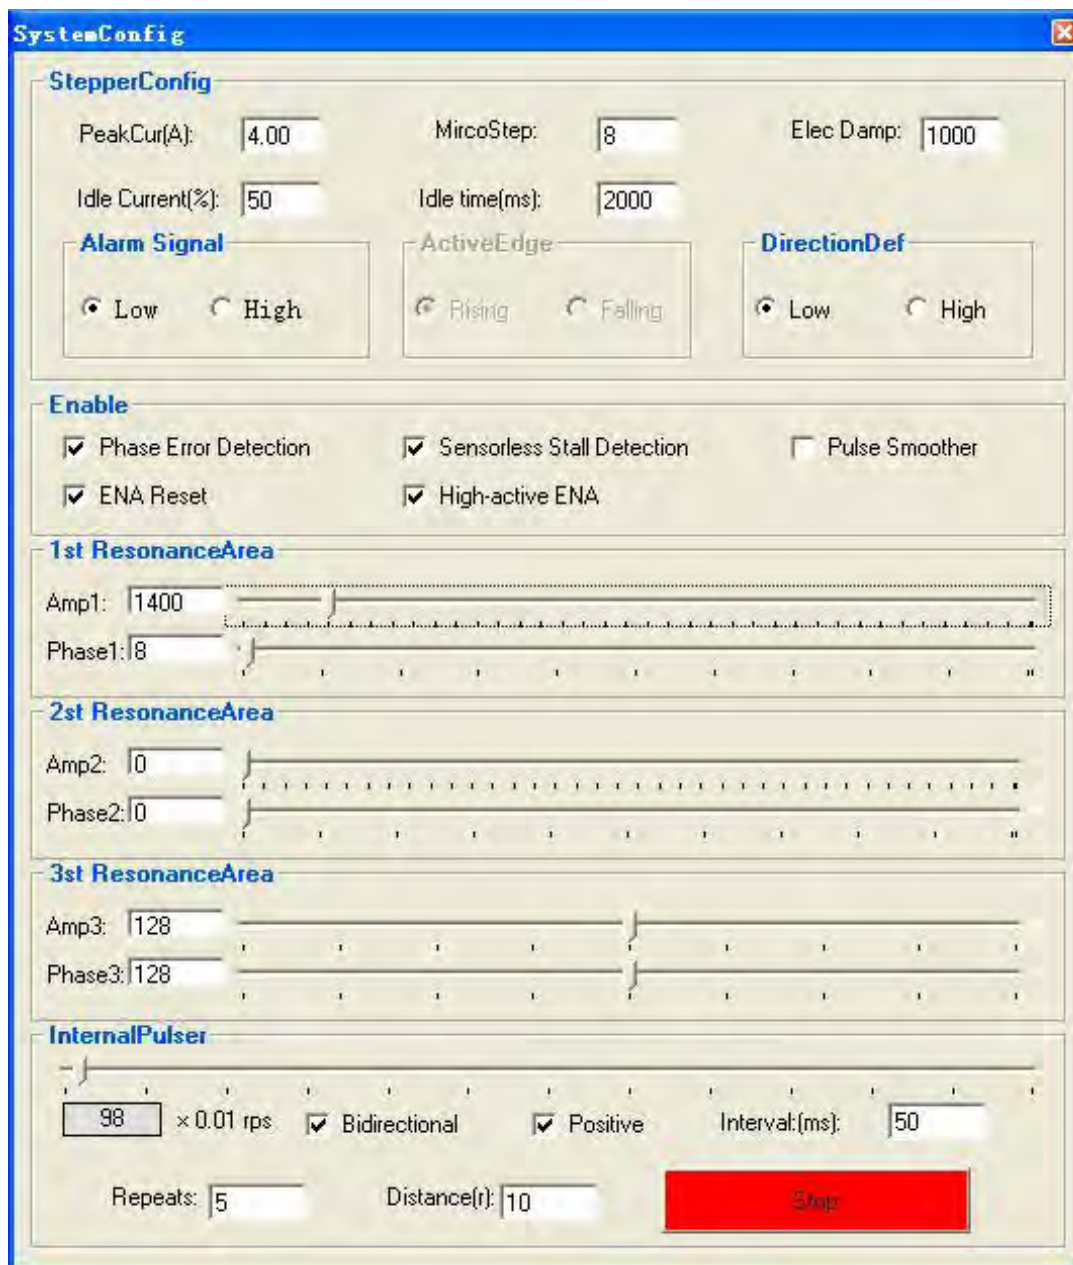 SystemConfig
StepperConfig
PeakCur(A): 4.00 MircoStep: 8 Elec Damp: 1000
Idle Current(%): 50 Idle time(ms): 2000
Alarm Signal ActiveEdge DirectionDef
Low High Rising Falling Low High
Enable
Phase Error Detection Sensorless Stall Detection Pulse Smoother
ENA Reset High-active ENA
1st ResonanceArea
Amp1: 1400
Phase1: 8
2st ResonanceArea
Amp2: 0
Phase2: 0
3st ResonanceArea
Amp3: 128
Phase3: 128
InternalPulser
98 × 0.01 rps Bidirectional Positive Interval:(ms): 50
Repeats: 5 Distance(r): 10 Stop